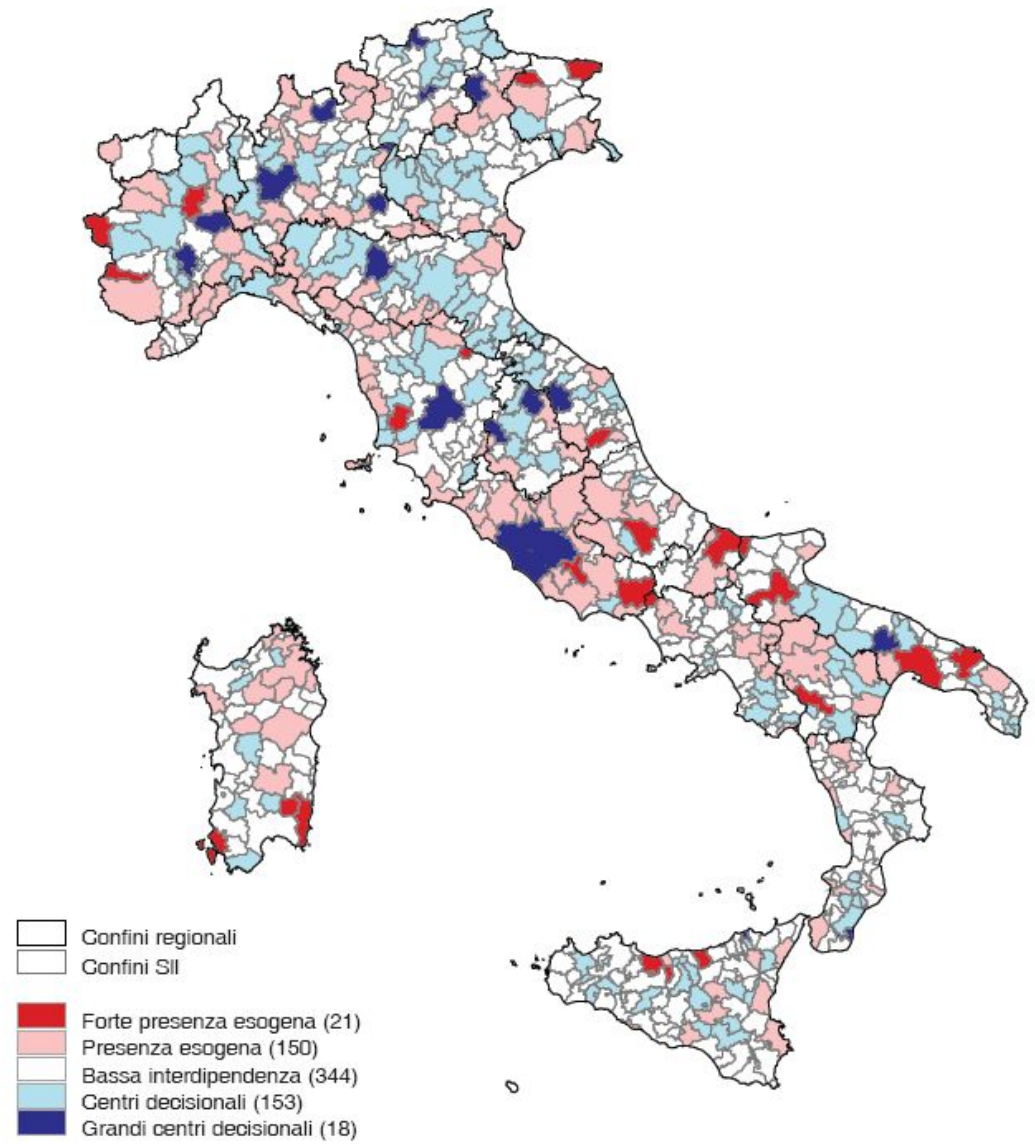 Confini regionali
Confini Sll
Forte presenza esogena (21)
Presenza esogena (150)
Bassa interdipendenza (344)
Centri decisionali (153)
Grandi centri decisionali (18)